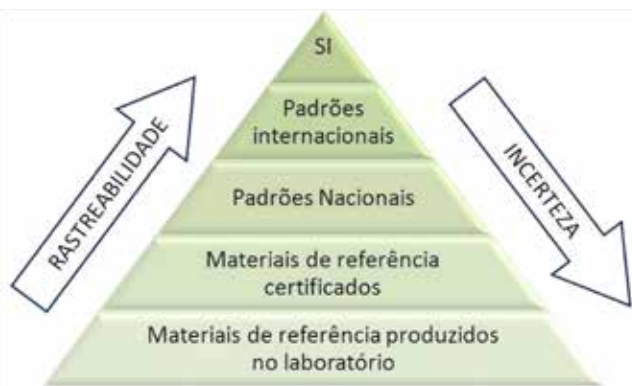 SI
Padrões
internacionais
Padrões Nacionais
Materiais de referência
certificados
Materiais de referência produzidos
no laboratório
RASTREABILIDADE
INCERTEZA